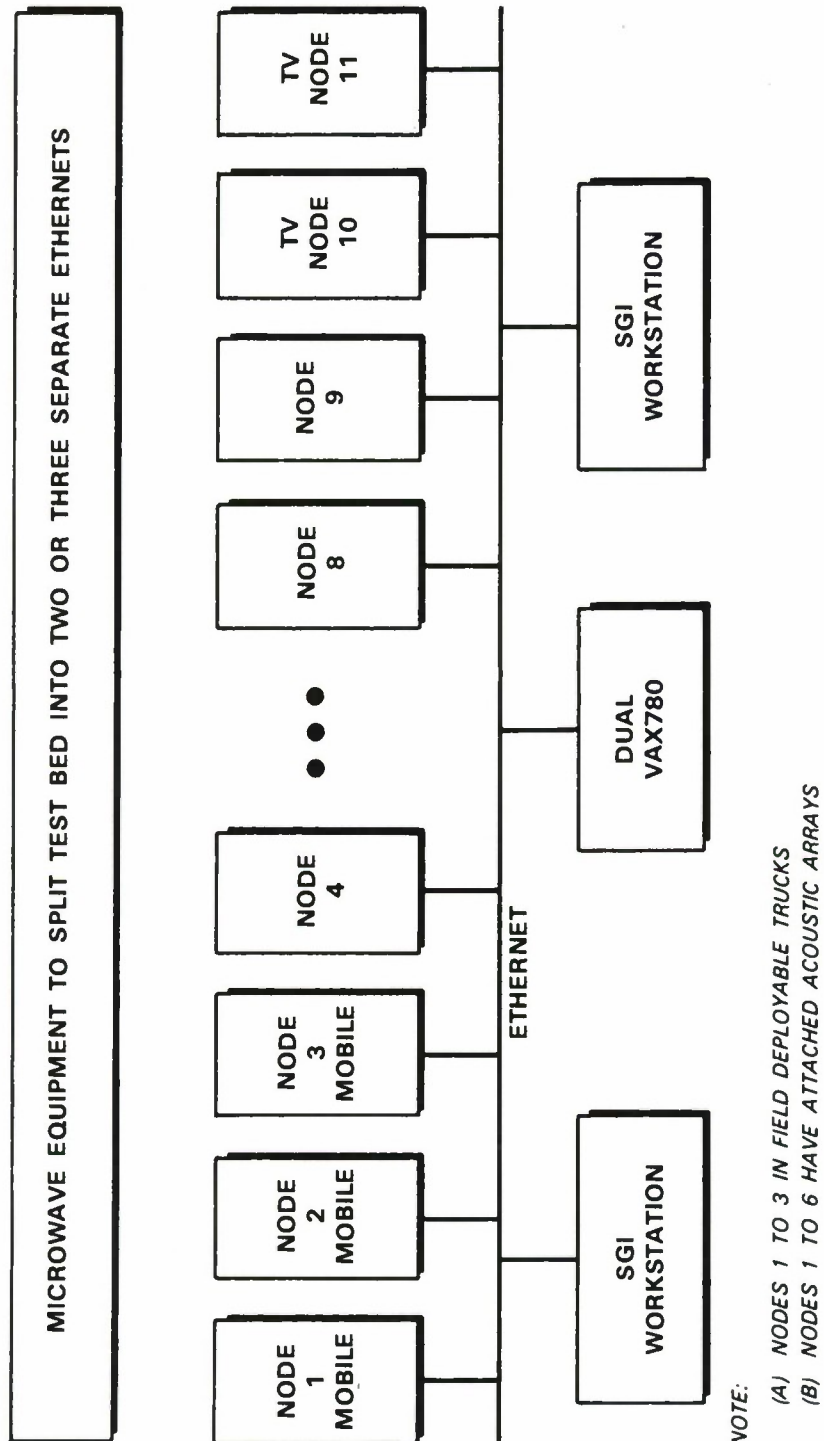 MICROWAVE EQUIPMENT TO SPLIT TEST BED INTO TWO OR THREE SEPARATE ETHERNETS
NODE
1
MOBILE
NODE
2
MOBILE
NODE
3
MOBILE
NODE
4
NODE
8
NODE
9
TV
NODE
10
TV
NODE
11
ETHERNET
SGI
WORKSTATION
DUAL
VAX780
SGI
WORKSTATION
NOTE:
(A) NODES 1 TO 3 IN FIELD DEPLOYABLE TRUCKS
(B) NODES 1 TO 6 HAVE ATTACHED ACOUSTIC ARRAYS